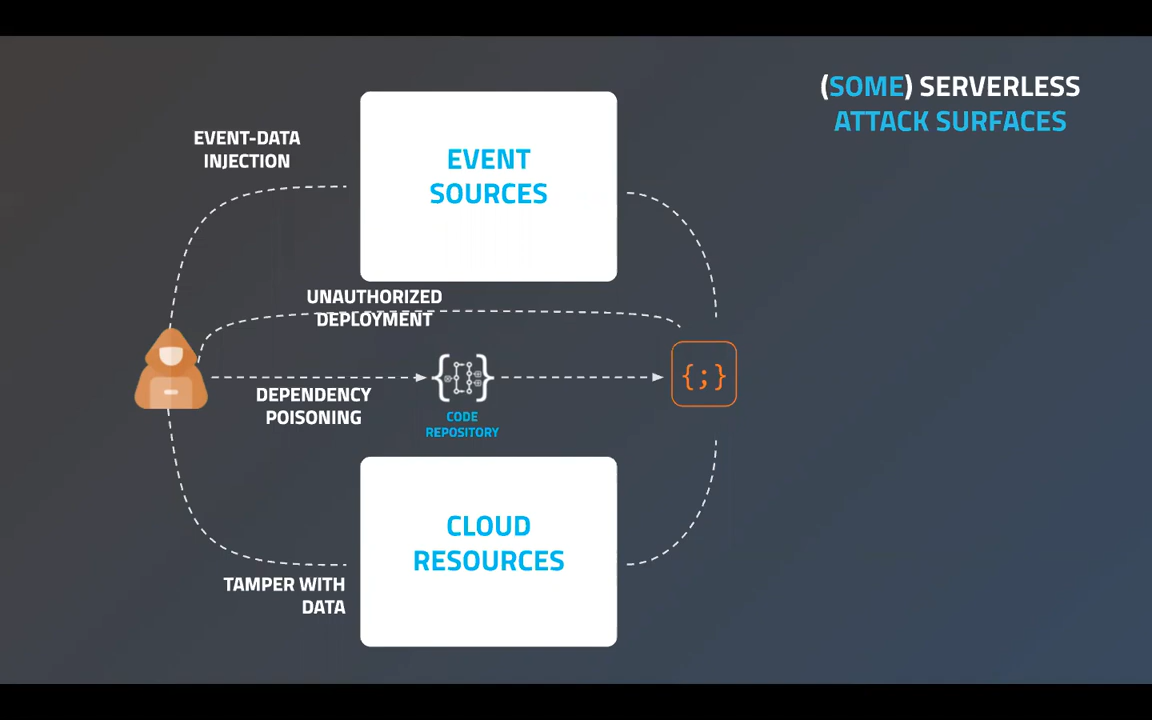 (SOME) SERVERLESS
ATTACK SURFACES
EVENT-DATA
INJECTION
EVENT
SOURCES
UNAUTHORIZED
DEPLOYMENT
{;}
DEPENDENCY
POISONING
CODE
REPOSITORY
CLOUD
RESOURCES
TAMPER WITH
DATA